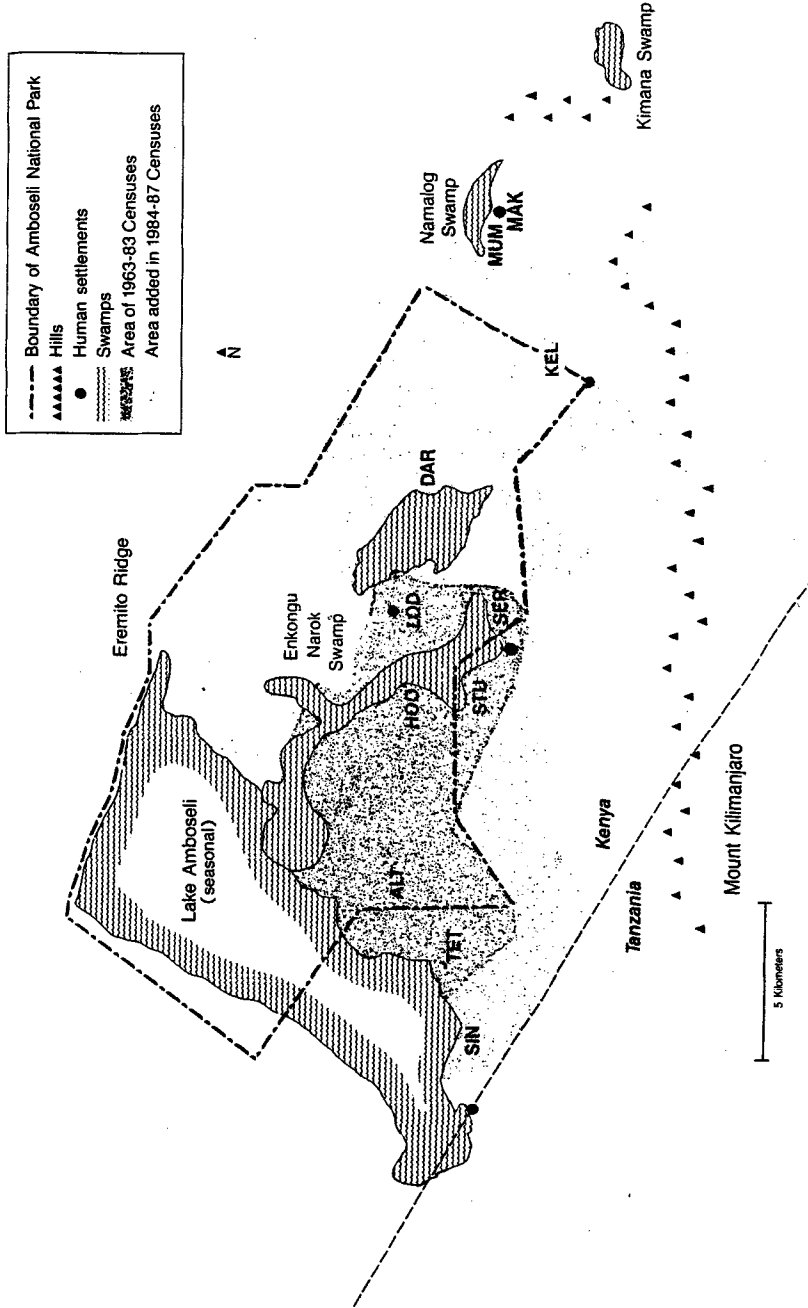 Boundary of Amboseli National Park
Hills
Human settlements
Swamps
Area of 1963-83 Censuses
Area added in 1984-87 Censuses
N
Kimana Swamp
Namalog
Swamp
MUM
MAK
KEL
Eremito Ridge
DAR
Enkongu
Narok
Swamp
LOD
SER
HOO
STU
Lake Amboseli
(seasonal)
ALT
TET
SIN
Kenya
Tanzania
Mount Kilimanjaro
5 Kilometers